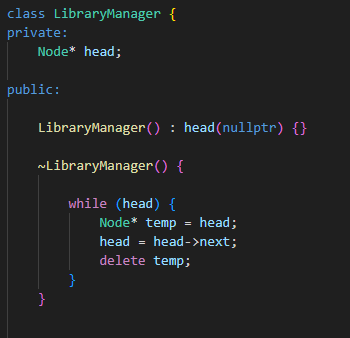 class LibraryManager {
private:
    Node* head;
public:
    LibraryManager() : head(nullptr) {}
    ~LibraryManager() {
        while (head) {
            Node* temp = head;
            head = head->next;
            delete temp;
        }
    }